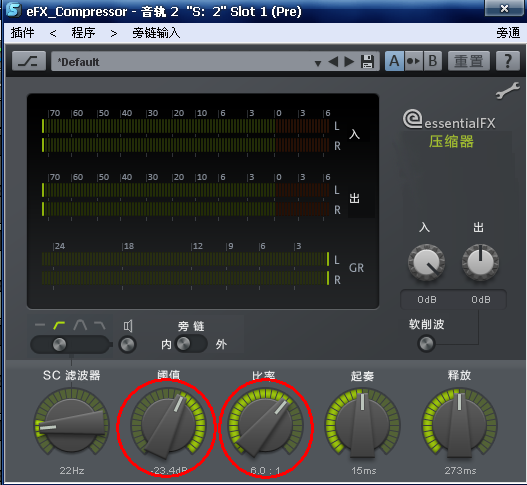 eFX_Compressor - 音轨 2 "S: 2" Slot 1 (Pre)
插件 < 程序 > 旁链输入 旁通
*Default A B 重置 ?
70 60 50 40 30 20 10 6 3 0 3 6
L
R
入
essentialFX
压缩器
70 60 50 40 30 20 10 6 3 0 3 6
L
R
出
入 出
24 18 12 9 6 3
L
R
GR
0dB 0dB
旁 链
内 外
软削波
SC 滤波器 阈值 比率 起奏 释放
22Hz -23.4dB 6.0 : 1 15ms 273ms